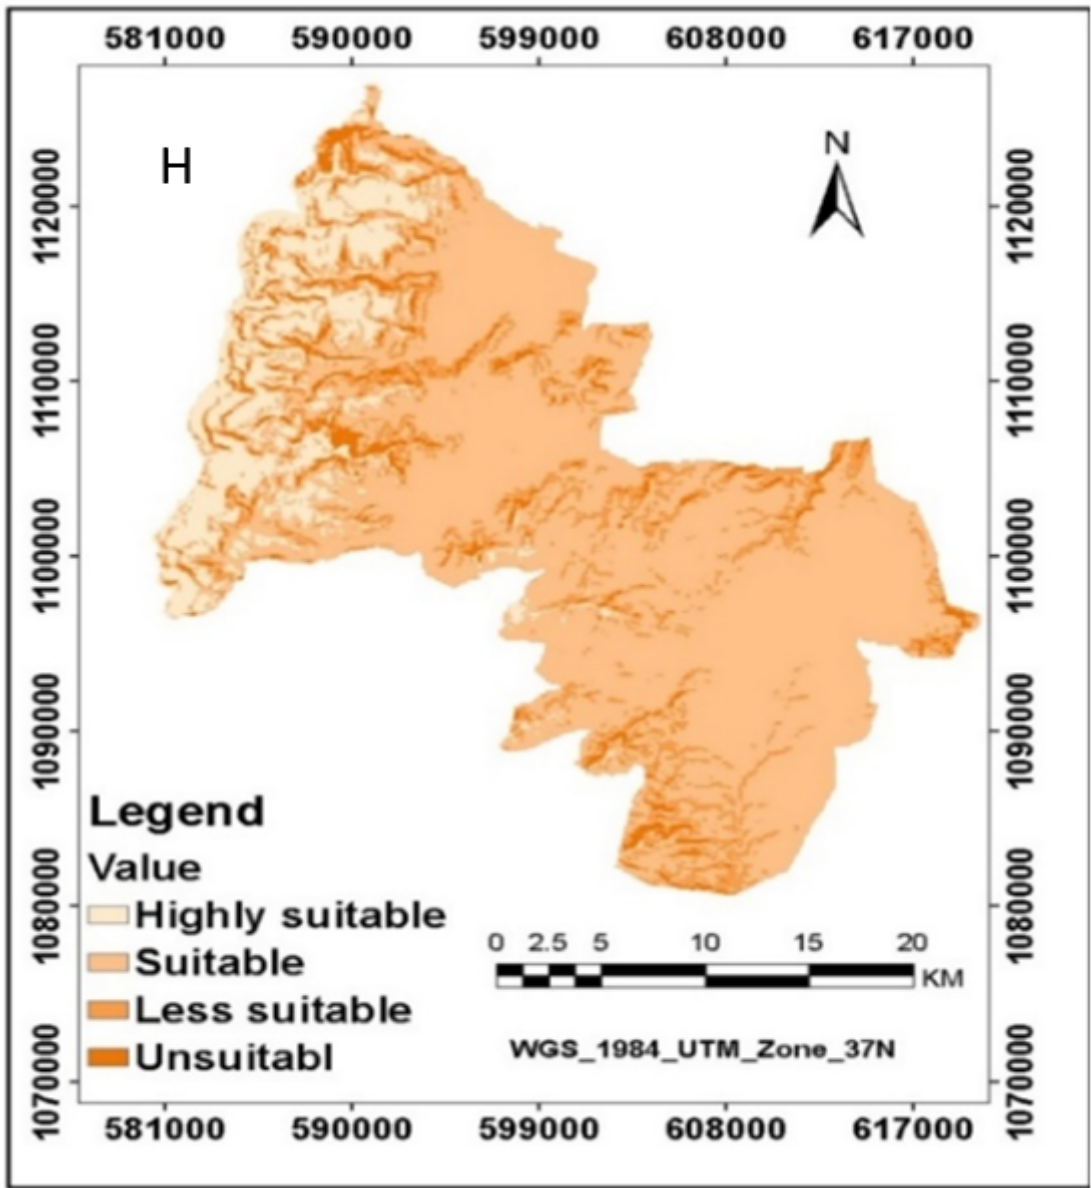 581000 590000 599000 608000 617000
H
N
1120000 1120000
1110000 1110000
1100000 1100000
1090000 1090000
1080000 1080000
1070000 1070000
Legend
Value
Highly suitable
Suitable
Less suitable
Unsuitabl
0 2.5 5 10 15 20
KM
WGS_1984_UTM_Zone_37N
581000 590000 599000 608000 617000